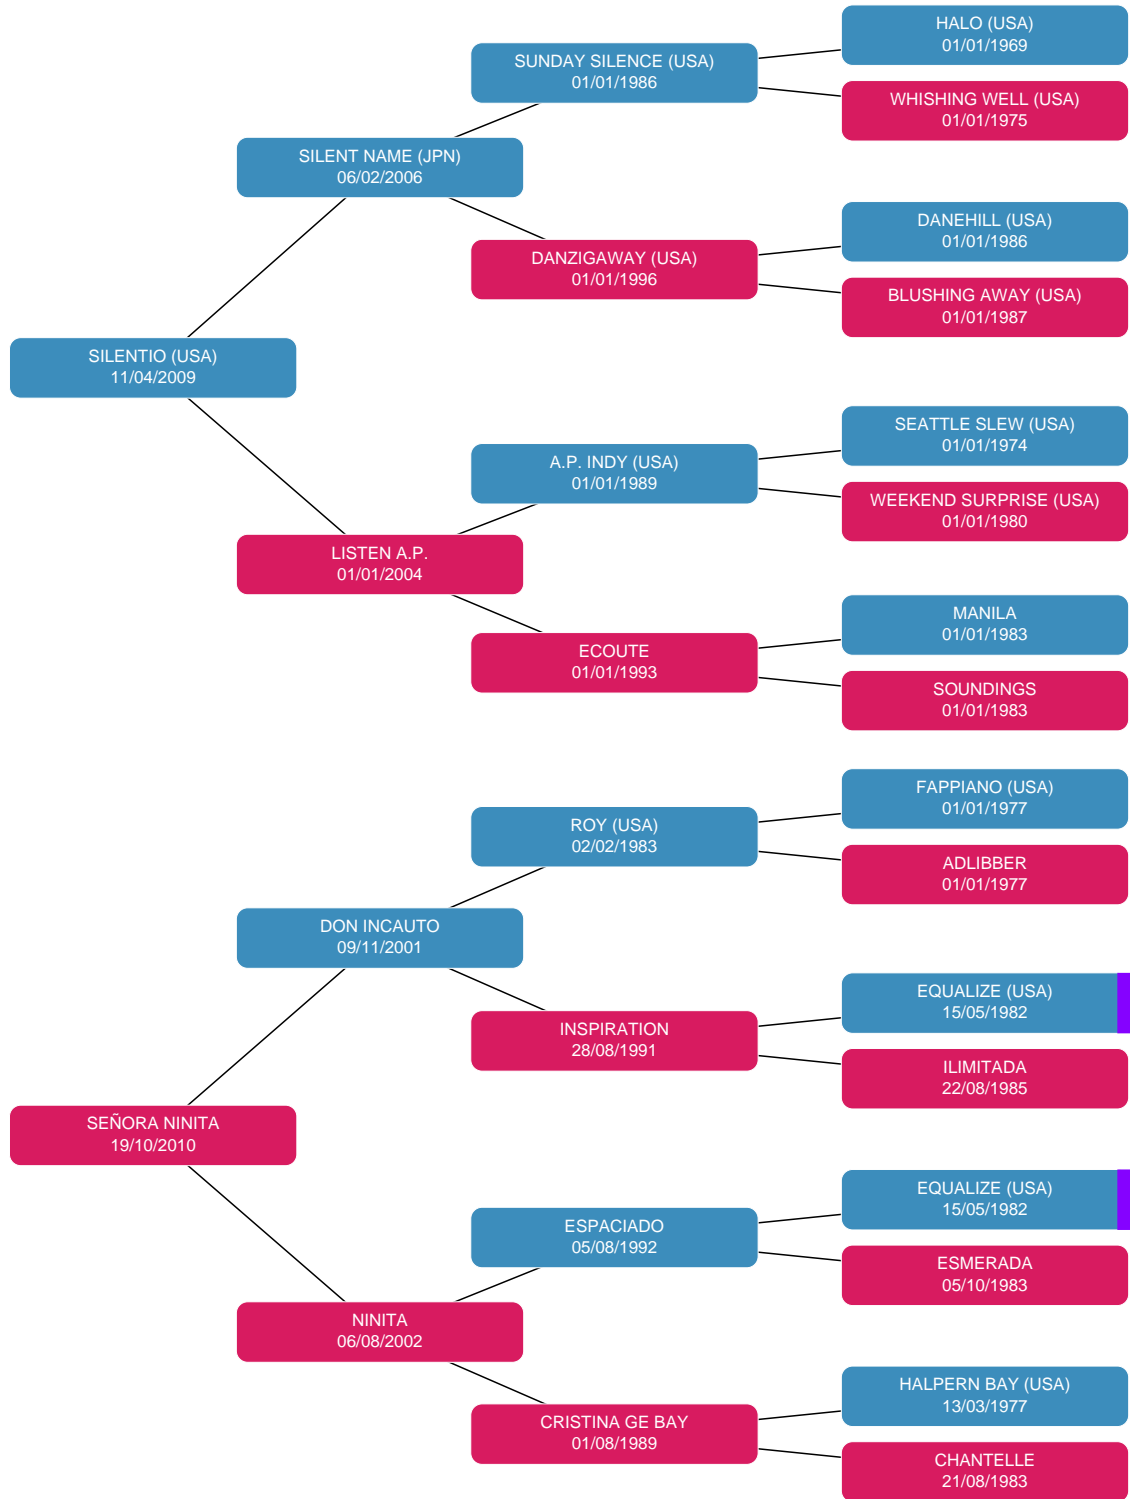 HALO (USA)
01/01/1969
SUNDAY SILENCE (USA)
01/01/1986
WHISHING WELL (USA)
01/01/1975
SILENT NAME (JPN)
06/02/2006
DANEHILL (USA)
01/01/1986
DANZIGAWAY (USA)
01/01/1996
BLUSHING AWAY (USA)
01/01/1987
SILENTIO (USA)
11/04/2009
SEATTLE SLEW (USA)
01/01/1974
A.P. INDY (USA)
01/01/1989
WEEKEND SURPRISE (USA)
01/01/1980
LISTEN A.P.
01/01/2004
MANILA
01/01/1983
ECOUTE
01/01/1993
SOUNDINGS
01/01/1983
FAPPIANO (USA)
01/01/1977
ROY (USA)
02/02/1983
ADLIBBER
01/01/1977
DON INCAUTO
09/11/2001
EQUALIZE (USA)
15/05/1982
INSPIRATION
28/08/1991
ILIMITADA
22/08/1985
SEÑORA NINITA
19/10/2010
EQUALIZE (USA)
15/05/1982
ESPACIADO
05/08/1992
ESMERADA
05/10/1983
NINITA
06/08/2002
HALPERN BAY (USA)
13/03/1977
CRISTINA GE BAY
01/08/1989
CHANTELLE
21/08/1983